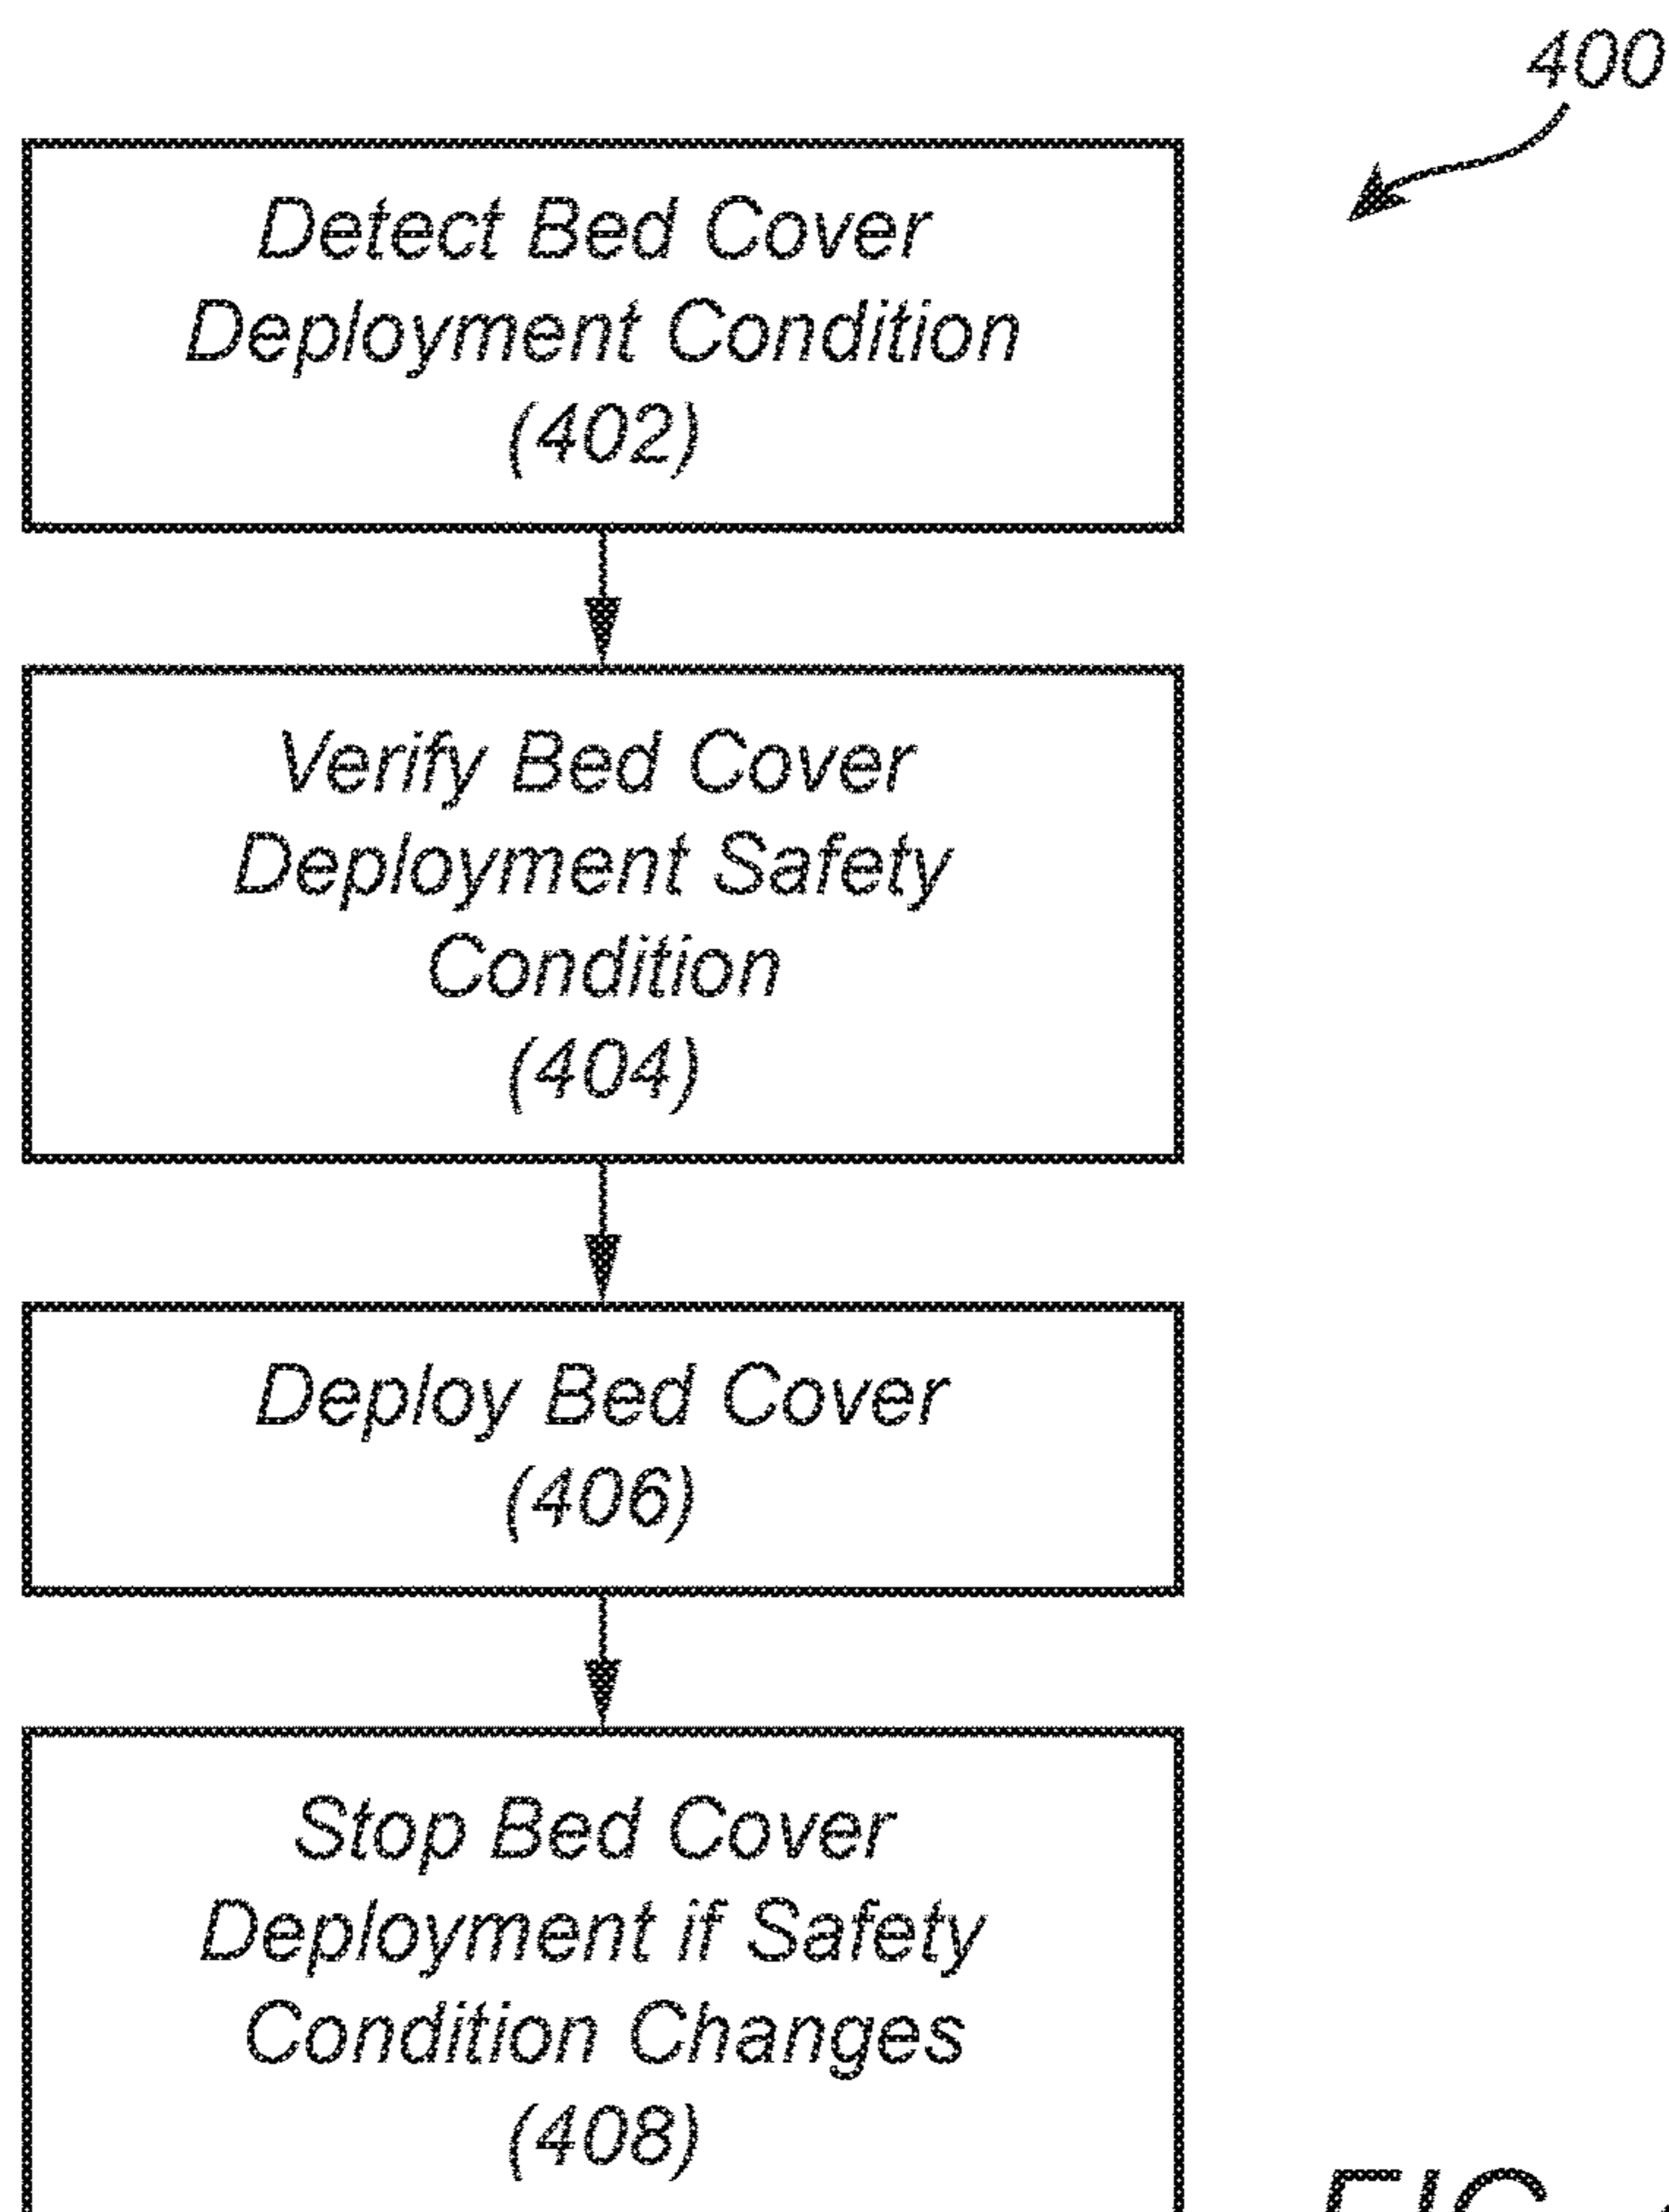 400
Detect Bed Cover
Deployment Condition
(402)
Verify Bed Cover
Deployment Safety
Condition
(404)
Deploy Bed Cover
(406)
Stop Bed Cover
Deployment if Safety
Condition Changes
(408)
FIG